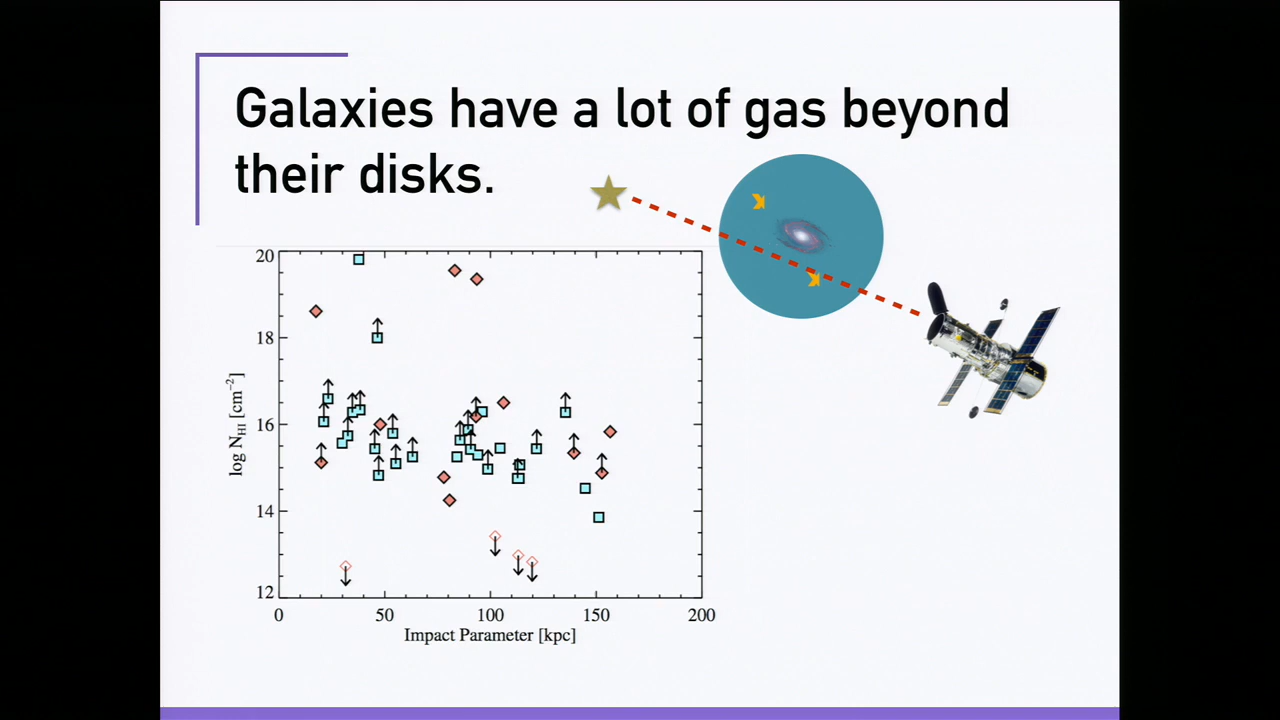 Galaxies have a lot of gas beyond
their disks.
20
18
16
14
12
log N_HI [cm⁻²]
0 50 100 150 200
Impact Parameter [kpc]